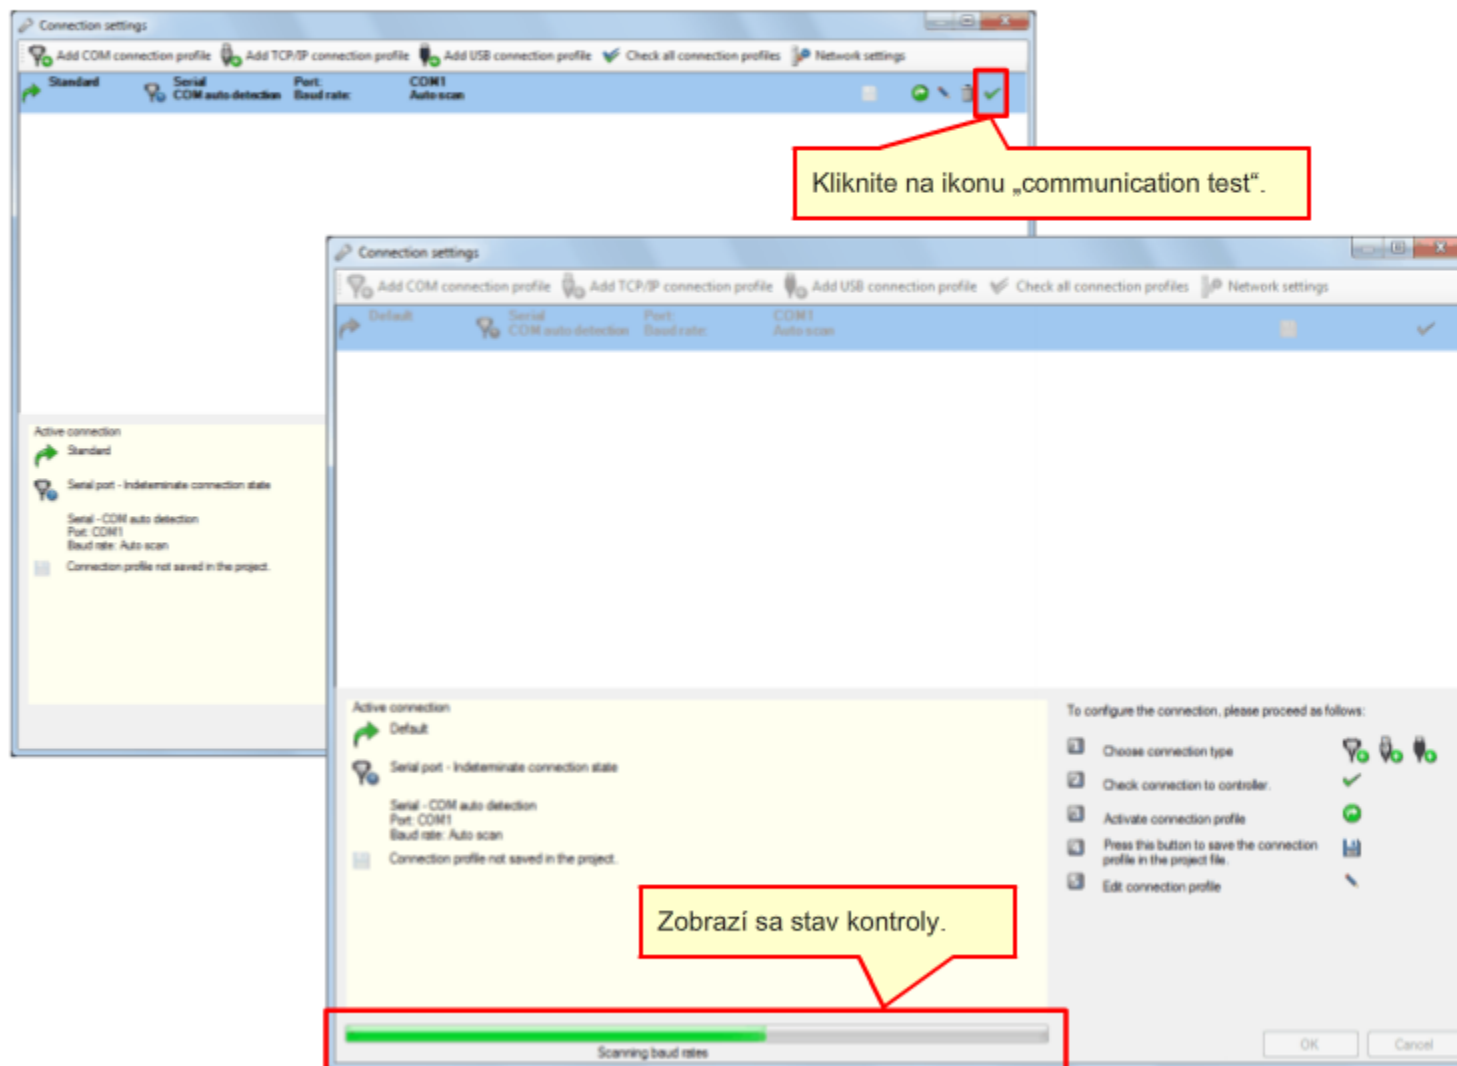 Connection settings
Add COM connection profile Add TCP/IP connection profile Add USB connection profile Check all connection profiles Network settings
Standard Serial Port: COM1
COM auto detection Baud rate: Auto scan
Kliknite na ikonu „communication test“.
Active connection
Standard
Serial port - Indeterminate connection state
Serial - COM auto detection
Port: COM1
Baud rate: Auto scan
Connection profile not saved in the project.
Connection settings
Add COM connection profile Add TCP/IP connection profile Add USB connection profile Check all connection profiles Network settings
Default Serial Port: COM1
COM auto detection Baud rate: Auto scan
Active connection
Default
Serial port - Indeterminate connection state
Serial - COM auto detection
Port: COM1
Baud rate: Auto scan
Connection profile not saved in the project.
To configure the connection, please proceed as follows:
Choose connection type
Check connection to controller.
Activate connection profile
Press this button to save the connection
profile in the project file.
Edit connection profile
Zobrazí sa stav kontroly.
Scanning baud rates
OK Cancel